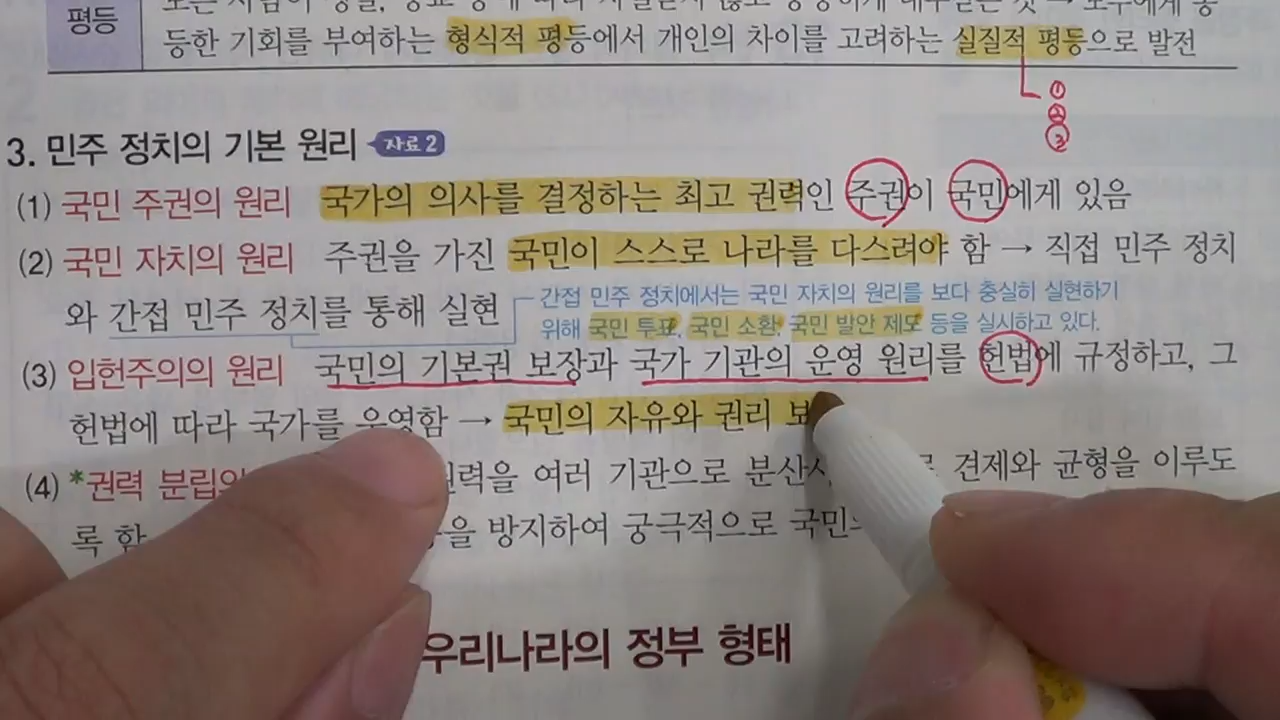 평등
등한 기회를 부여하는 형식적 평등에서 개인의 차이를 고려하는 실질적 평등으로 발전
①
②
③
3. 민주 정치의 기본 원리 자료 2
(1) 국민 주권의 원리 국가의 의사를 결정하는 최고 권력인 주권이 국민에게 있음
(2) 국민 자치의 원리 주권을 가진 국민이 스스로 나라를 다스려야 함 → 직접 민주 정치
와 간접 민주 정치를 통해 실현
간접 민주 정치에서는 국민 자치의 원리를 보다 충실히 실현하기
위해 국민 투표, 국민 소환, 국민 발안 제도 등을 실시하고 있다.
(3) 입헌주의의 원리 국민의 기본권 보장과 국가 기관의 운영 원리를 헌법에 규정하고, 그
헌법에 따라 국가를 운영함 → 국민의 자유와 권리
(4) *권력 분립의 여러 기관으로 견제와 균형을 이루도
록 함 방지하여 궁극적으로
우리나라의 정부 형태